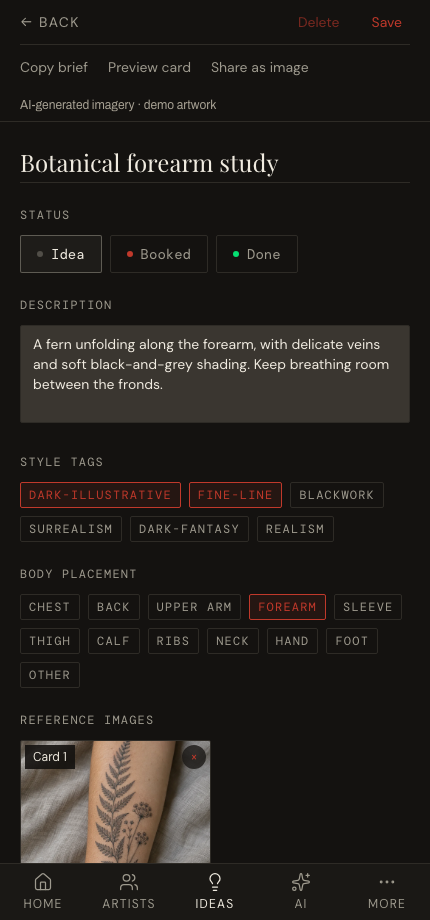 ← BACK Delete Save
Copy brief Preview card Share as image
AI-generated imagery · demo artwork
Botanical forearm study
STATUS
Idea Booked Done
DESCRIPTION
A fern unfolding along the forearm, with delicate veins
and soft black-and-grey shading. Keep breathing room
between the fronds.
STYLE TAGS
DARK-ILLUSTRATIVE FINE-LINE BLACKWORK
SURREALISM DARK-FANTASY REALISM
BODY PLACEMENT
CHEST BACK UPPER ARM FOREARM SLEEVE
THIGH CALF RIBS NECK HAND FOOT
OTHER
REFERENCE IMAGES
Card 1 ×
HOME ARTISTS IDEAS AI MORE